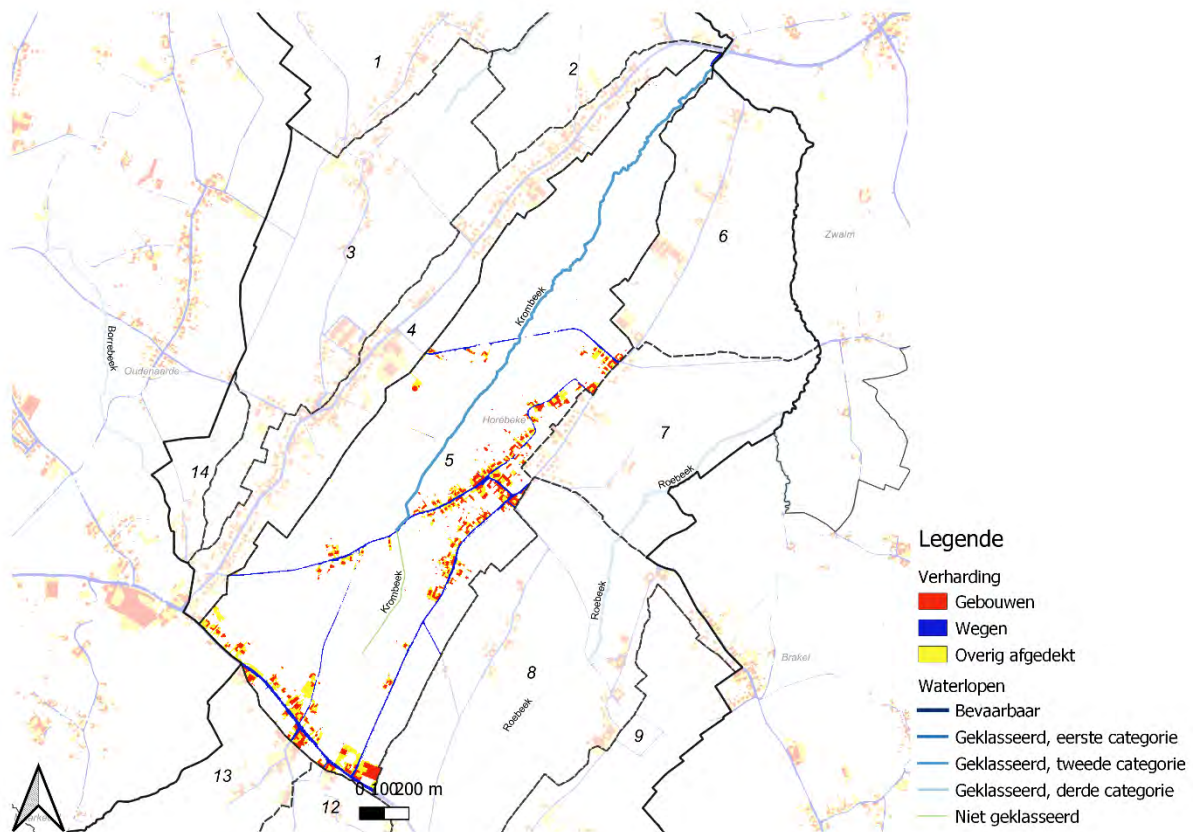 1
2
3
6
Zwalm
Krombeek
Borrebeek
4
Oudenaarde
Horebeke
7
5
14
Roebeek
Krombeek
Roebeek
8
Brakel
Roebeek
9
13
12
0 100 200 m
Legende
Verharding
Gebouwen
Wegen
Overig afgedekt
Waterlopen
Bevaarbaar
Geklasseerd, eerste categorie
Geklasseerd, tweede categorie
Geklasseerd, derde categorie
Niet geklasseerd